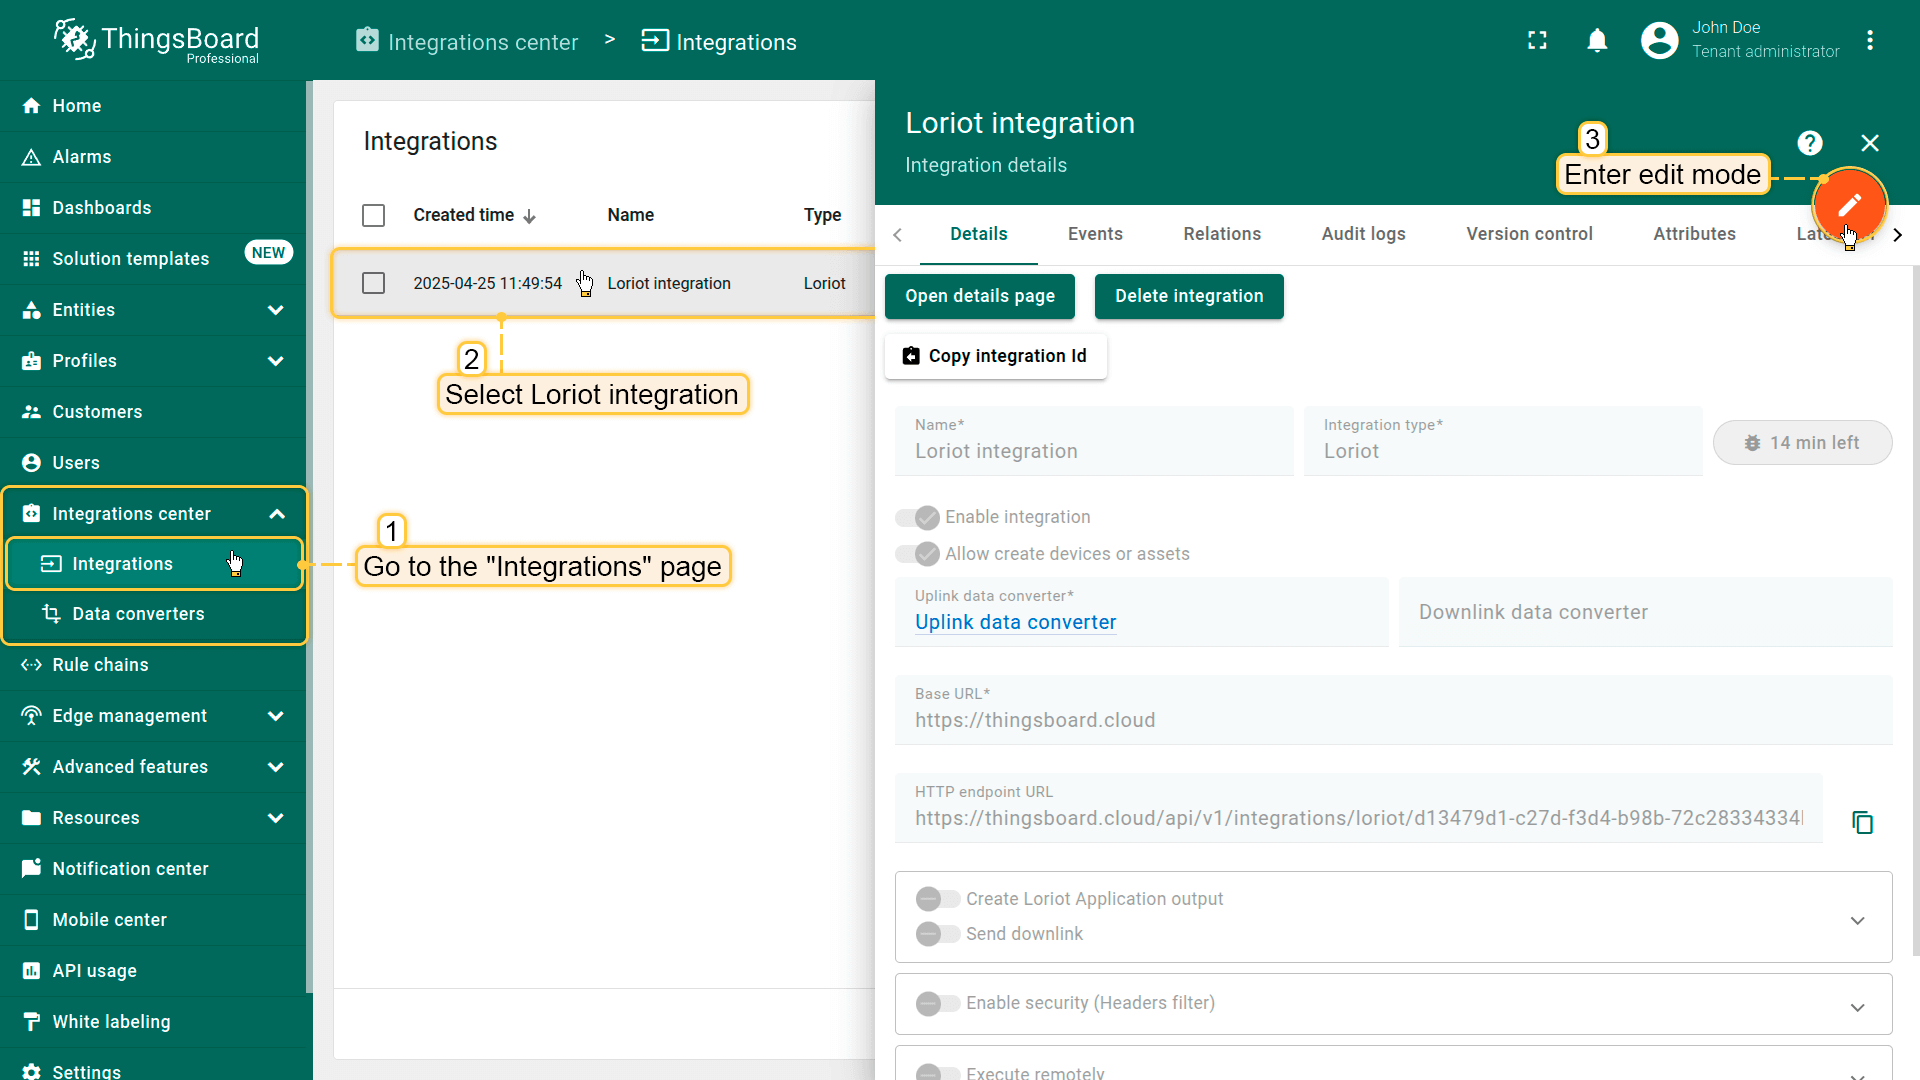 ThingsBoard
Professional
Integrations center > Integrations
John Doe
Tenant administrator
Home
Alarms
Dashboards
Solution templates
NEW
Entities
Profiles
Customers
Users
Integrations center
Integrations
Data converters
Rule chains
Edge management
Advanced features
Resources
Notification center
Mobile center
API usage
White labeling
Settings
Integrations
Created time Name Type
2025-04-25 11:49:54 Loriot integration Loriot
2
Select Loriot integration
1
Go to the "Integrations" page
Loriot integration
Integration details
3
Enter edit mode
Details Events Relations Audit logs Version control Attributes
Open details page Delete integration
Copy integration Id
Name*
Loriot integration
Integration type*
Loriot
14 min left
Enable integration
Allow create devices or assets
Uplink data converter*
Uplink data converter
Downlink data converter
Base URL*
https://thingsboard.cloud
HTTP endpoint URL
https://thingsboard.cloud/api/v1/integrations/loriot/d13479d1-c27d-f3d4-b98b-72c28334334
Create Loriot Application output
Send downlink
Enable security (Headers filter)
Execute remotely